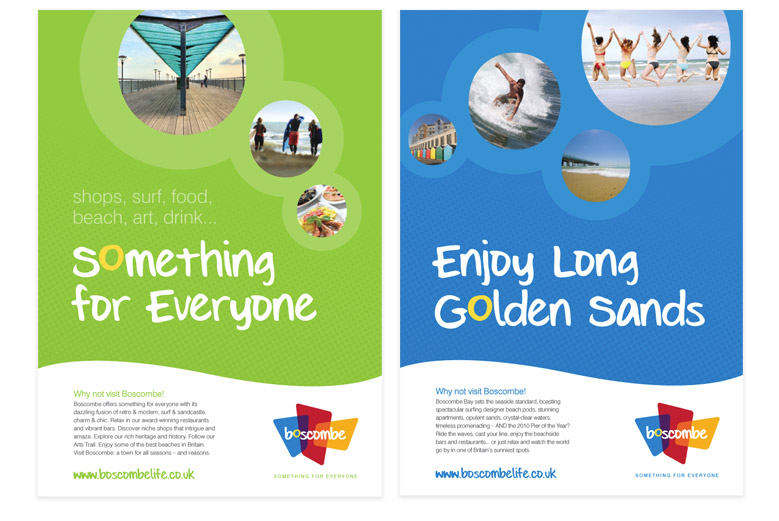 shops, surf, food,
beach, art, drink...
Something
for Everyone
Why not visit Boscombe!
Boscombe offers something for everyone with its
dazzling fusion of retro & modern, surf & sandcastle,
charm & chic. Relax in our award-winning restaurants
and vibrant bars. Discover niche shops that intrigue and
amaze. Explore our rich heritage and history. Follow our
Arts Trail. Enjoy some of the best beaches in Britain.
Visit Boscombe: a town for all seasons – and reasons.
www.boscombelife.co.uk
boscombe
SOMETHING FOR EVERYONE
Enjoy Long
Golden Sands
Why not visit Boscombe!
Boscombe Bay sets the seaside standard, boasting
spectacular surfing designer beach pods, stunning
apartments, opulent sands, crystal-clear waters,
timeless promenading – AND the 2010 Pier of the Year?
Ride the waves, cast your line, enjoy the beachside
bars and restaurants... or just relax and watch the world
go by in one of Britain's sunniest spots.
www.boscombelife.co.uk
boscombe
SOMETHING FOR EVERYONE